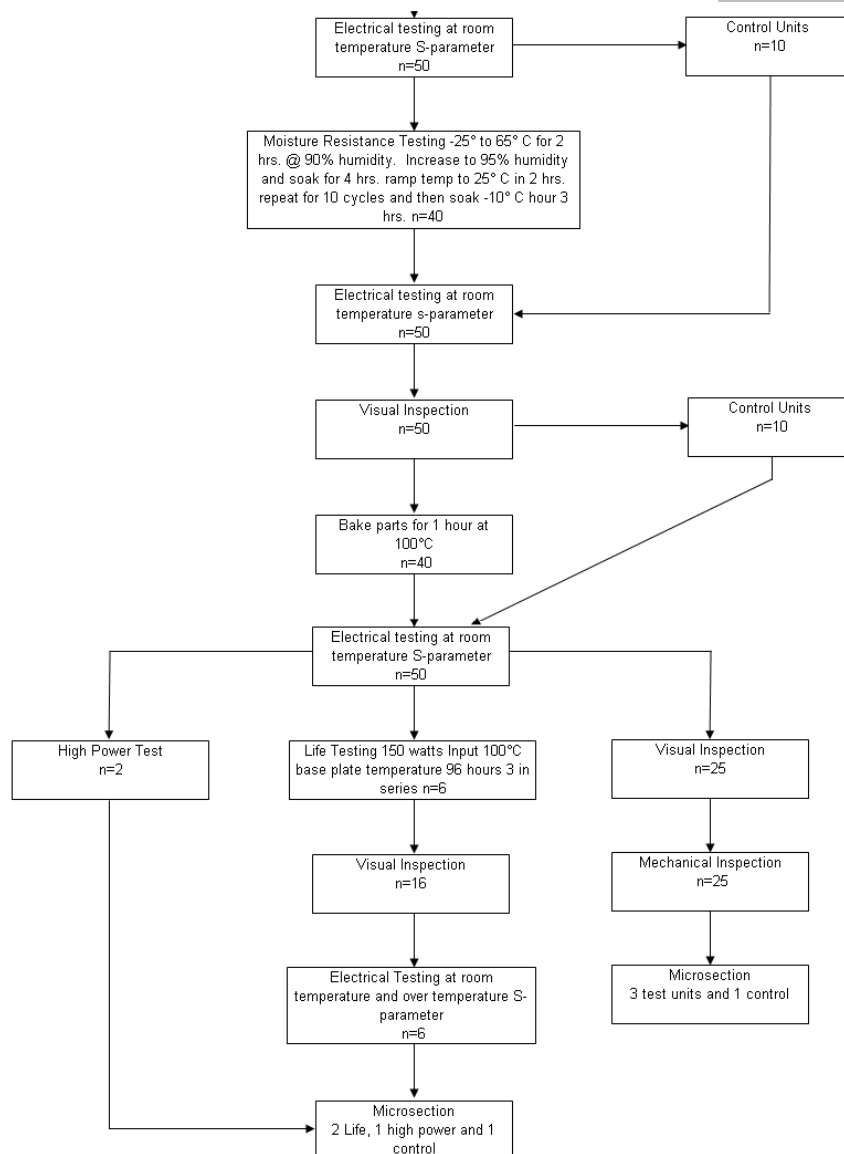 Electrical testing at room
temperature S-parameter
n=50
Control Units
n=10
Moisture Resistance Testing -25° to 65° C for 2
hrs. @ 90% humidity. Increase to 95% humidity
and soak for 4 hrs. ramp temp to 25° C in 2 hrs.
repeat for 10 cycles and then soak -10° C hour 3
hrs. n=40
Electrical testing at room
temperature s-parameter
n=50
Visual Inspection
n=50
Control Units
n=10
Bake parts for 1 hour at
100°C
n=40
Electrical testing at room
temperature S-parameter
n=50
High Power Test
n=2
Life Testing 150 watts Input 100°C
base plate temperature 96 hours 3 in
series n=6
Visual Inspection
n=25
Visual Inspection
n=16
Mechanical Inspection
n=25
Electrical Testing at room
temperature and over temperature S-
parameter
n=6
Microsection
3 test units and 1 control
Microsection
2 Life, 1 high power and 1
control